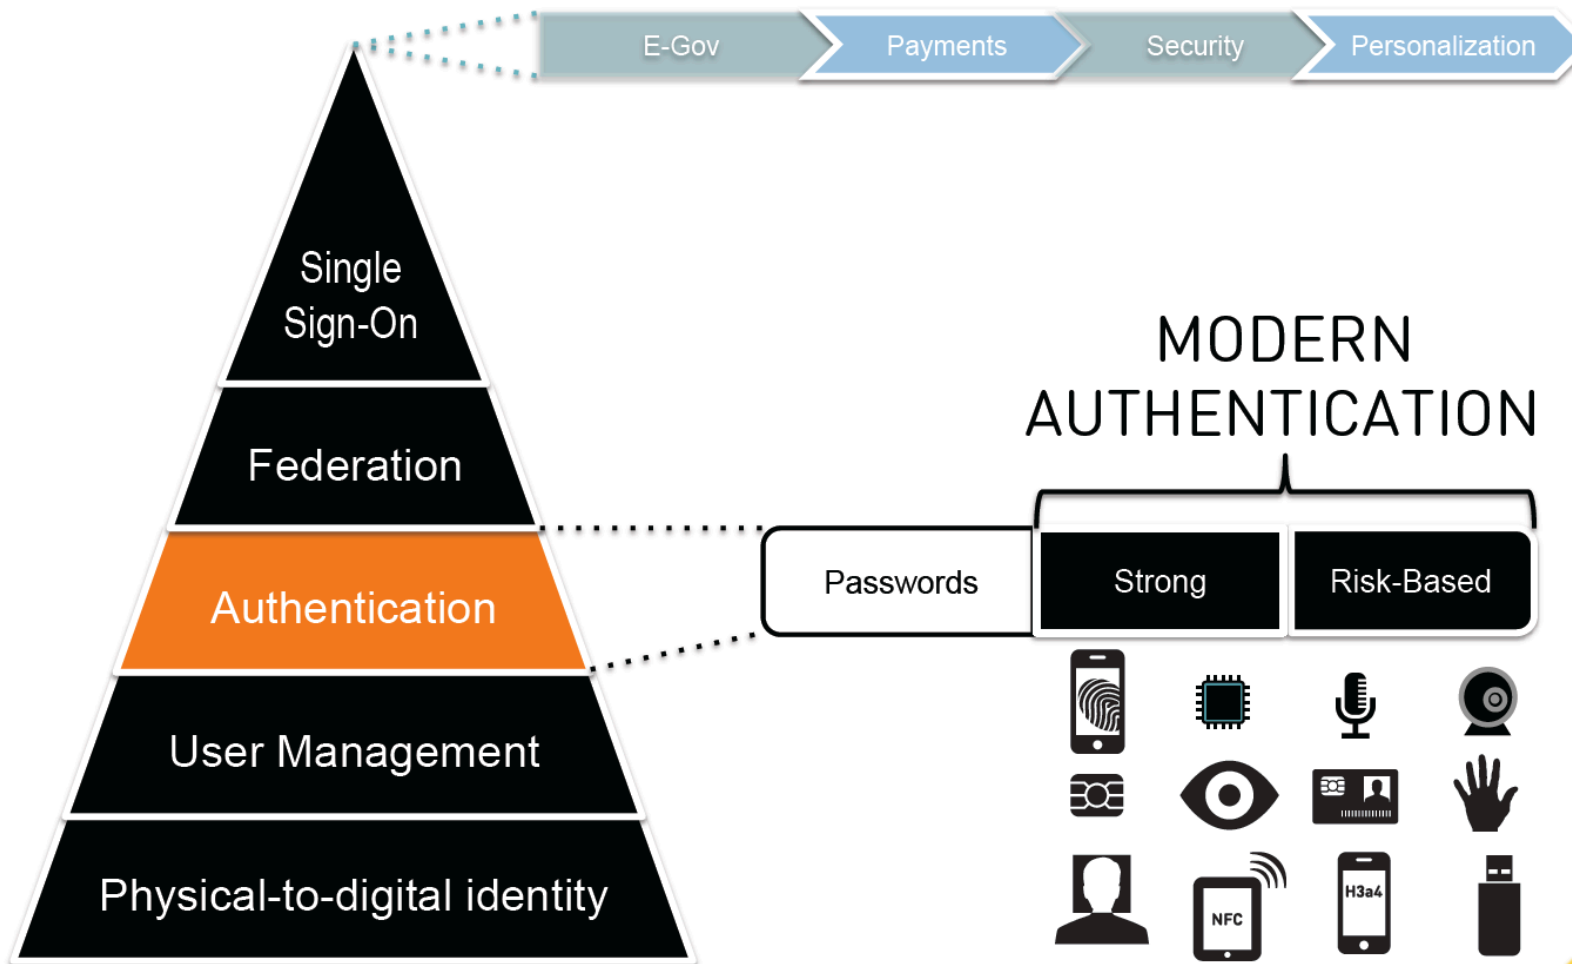 E-Gov
Payments
Security
Personalization
Single
Sign-On
MODERN
AUTHENTICATION
Federation
Authentication
Passwords
Strong
Risk-Based
User Management
Physical-to-digital identity
H3a4
NFC